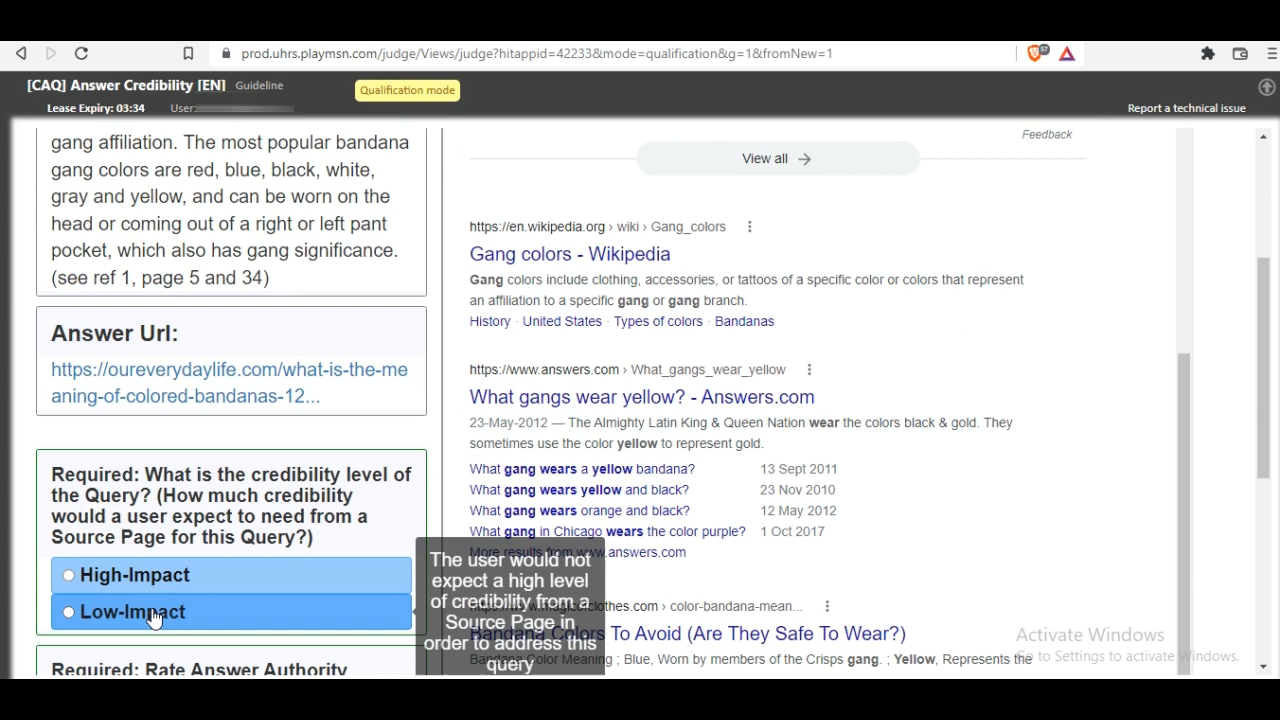 prod.uhrs.playmsn.com/judge/Views/judge?hitappid=42233&mode=qualification&g=1&fromNew=1
57
[CAQ] Answer Credibility [EN] Guideline
Qualification mode
Lease Expiry: 03:34 User:
Report a technical issue
gang affiliation. The most popular bandana
gang colors are red, blue, black, white,
gray and yellow, and can be worn on the
head or coming out of a right or left pant
pocket, which also has gang significance.
(see ref 1, page 5 and 34)
Answer Url:
https://oureverydaylife.com/what-is-the-me
aning-of-colored-bandanas-12...
Required: What is the credibility level of
the Query? (How much credibility
would a user expect to need from a
Source Page for this Query?)
High-Impact
Low-Impact
Required: Rate Answer Authority
The user would not
expect a high level
of credibility from a
Source Page in
order to address this
query
Feedback
View all →
https://en.wikipedia.org › wiki › Gang_colors
Gang colors - Wikipedia
Gang colors include clothing, accessories, or tattoos of a specific color or colors that represent
an affiliation to a specific gang or gang branch.
History · United States · Types of colors · Bandanas
https://www.answers.com › What_gangs_wear_yellow
What gangs wear yellow? - Answers.com
23-May-2012 — The Almighty Latin King & Queen Nation wear the colors black & gold. They
sometimes use the color yellow to represent gold.
What gang wears a yellow bandana? 13 Sept 2011
What gang wears yellow and black? 23 Nov 2010
What gang wears orange and black? 12 May 2012
What gang in Chicago wears the color purple? 1 Oct 2017
More results from www.answers.com
clothes.com › color-bandana-mean...
Bandana Colors To Avoid (Are They Safe To Wear?)
Bandana Color Meaning ; Blue, Worn by members of the Crisps gang. ; Yellow, Represents the
Activate Windows
Go to Settings to activate Windows.